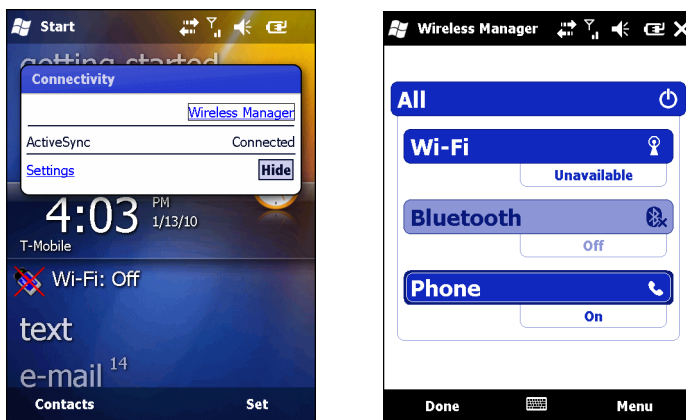 Start
getting started
Connectivity
Wireless Manager
ActiveSync Connected
Settings Hide
4:03 PM
1/13/10
T-Mobile
Wi-Fi: Off
text
e-mail 14
Contacts Set
Wireless Manager
All
Wi-Fi
Unavailable
Bluetooth
Off
Phone
On
Done Menu